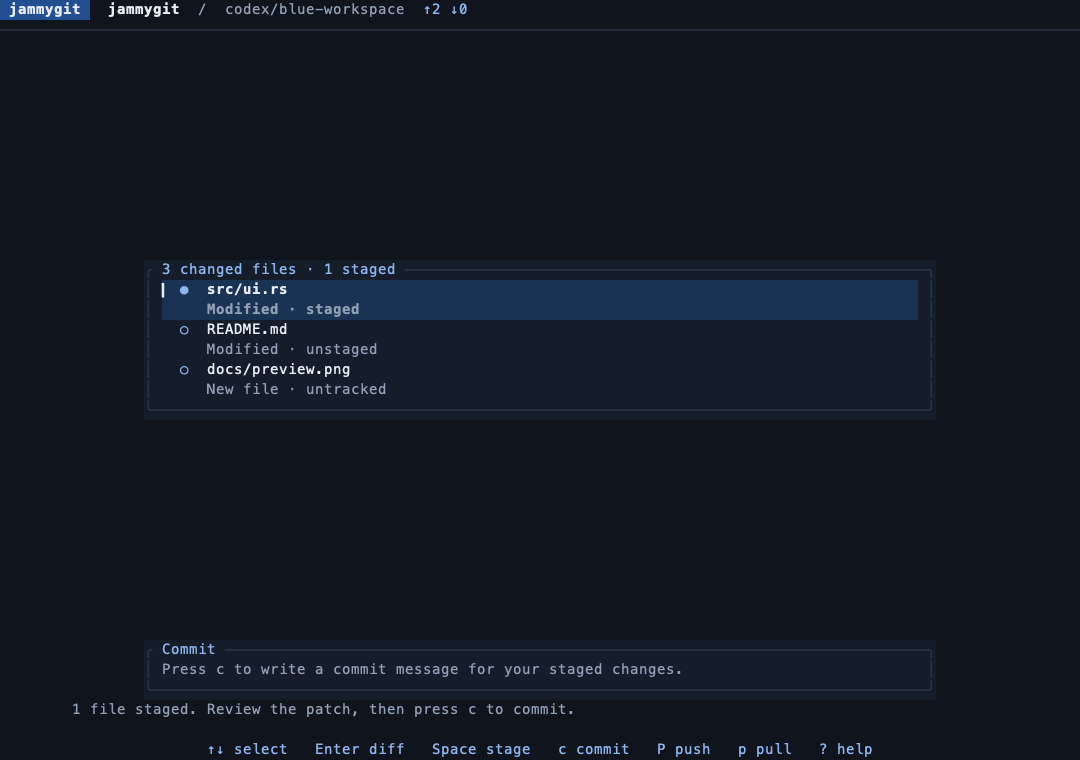 jammygit jammygit / codex/blue-workspace ↑2 ↓0
3 changed files · 1 staged
● src/ui.rs
Modified · staged
○ README.md
Modified · unstaged
○ docs/preview.png
New file · untracked
Commit
Press c to write a commit message for your staged changes.
1 file staged. Review the patch, then press c to commit.
↑↓ select Enter diff Space stage c commit P push p pull ? help